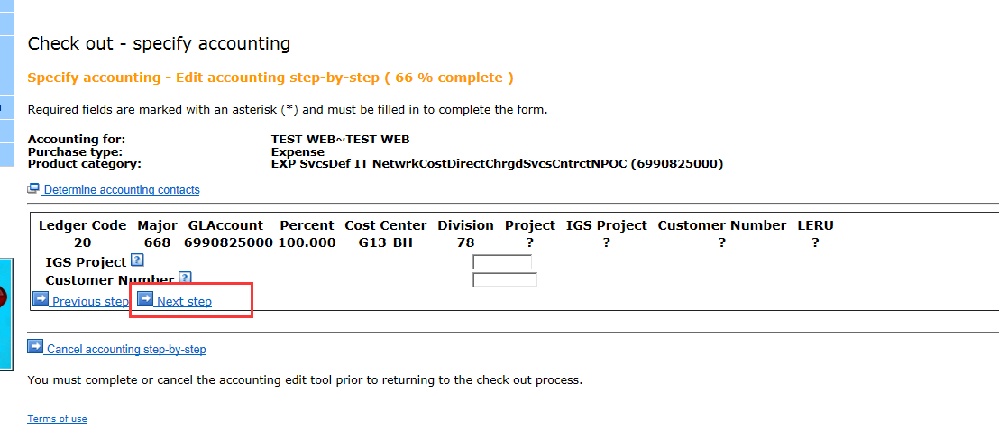 Check out - specify accounting
Specify accounting - Edit accounting step-by-step ( 66 % complete )
Required fields are marked with an asterisk (*) and must be filled in to complete the form.
Accounting for: TEST WEB~TEST WEB
Purchase type: Expense
Product category: EXP SvcsDef IT NetwrkCostDirectChrgdSvcsCntrctNPOC (6990825000)
Determine accounting contacts
Ledger Code Major GLAccount Percent Cost Center Division Project IGS Project Customer Number LERU
20 668 6990825000 100.000 G13-BH 78 ? ? ? ?
IGS Project ?
Customer Number ?
Previous step Next step
Cancel accounting step-by-step
You must complete or cancel the accounting edit tool prior to returning to the check out process.
Terms of use